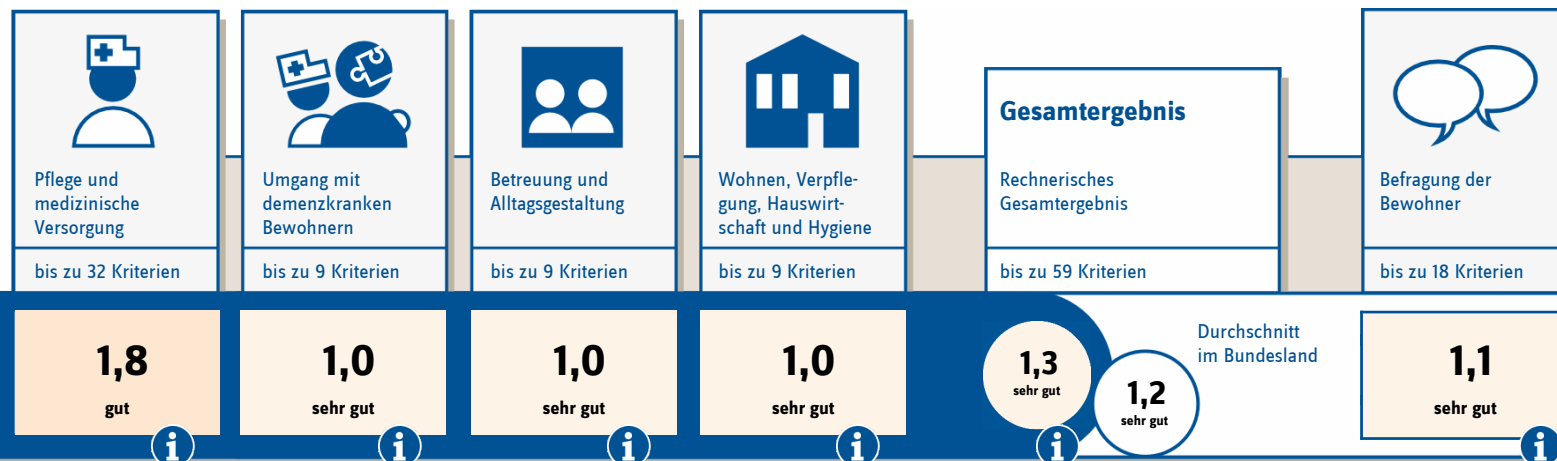 Pflege und
medizinische
Versorgung
bis zu 32 Kriterien
1,8
gut
i
Umgang mit
demenzkranken
Bewohnern
bis zu 9 Kriterien
1,0
sehr gut
i
Betreuung und
Alltagsgestaltung
bis zu 9 Kriterien
1,0
sehr gut
i
Wohnen, Verpfle-
gung, Hauswirt-
schaft und Hygiene
bis zu 9 Kriterien
1,0
sehr gut
i
Gesamtergebnis
Rechnerisches
Gesamtergebnis
bis zu 59 Kriterien
1,3
sehr gut
i
Durchschnitt
im Bundesland
1,2
sehr gut
Befragung der
Bewohner
bis zu 18 Kriterien
1,1
sehr gut
i